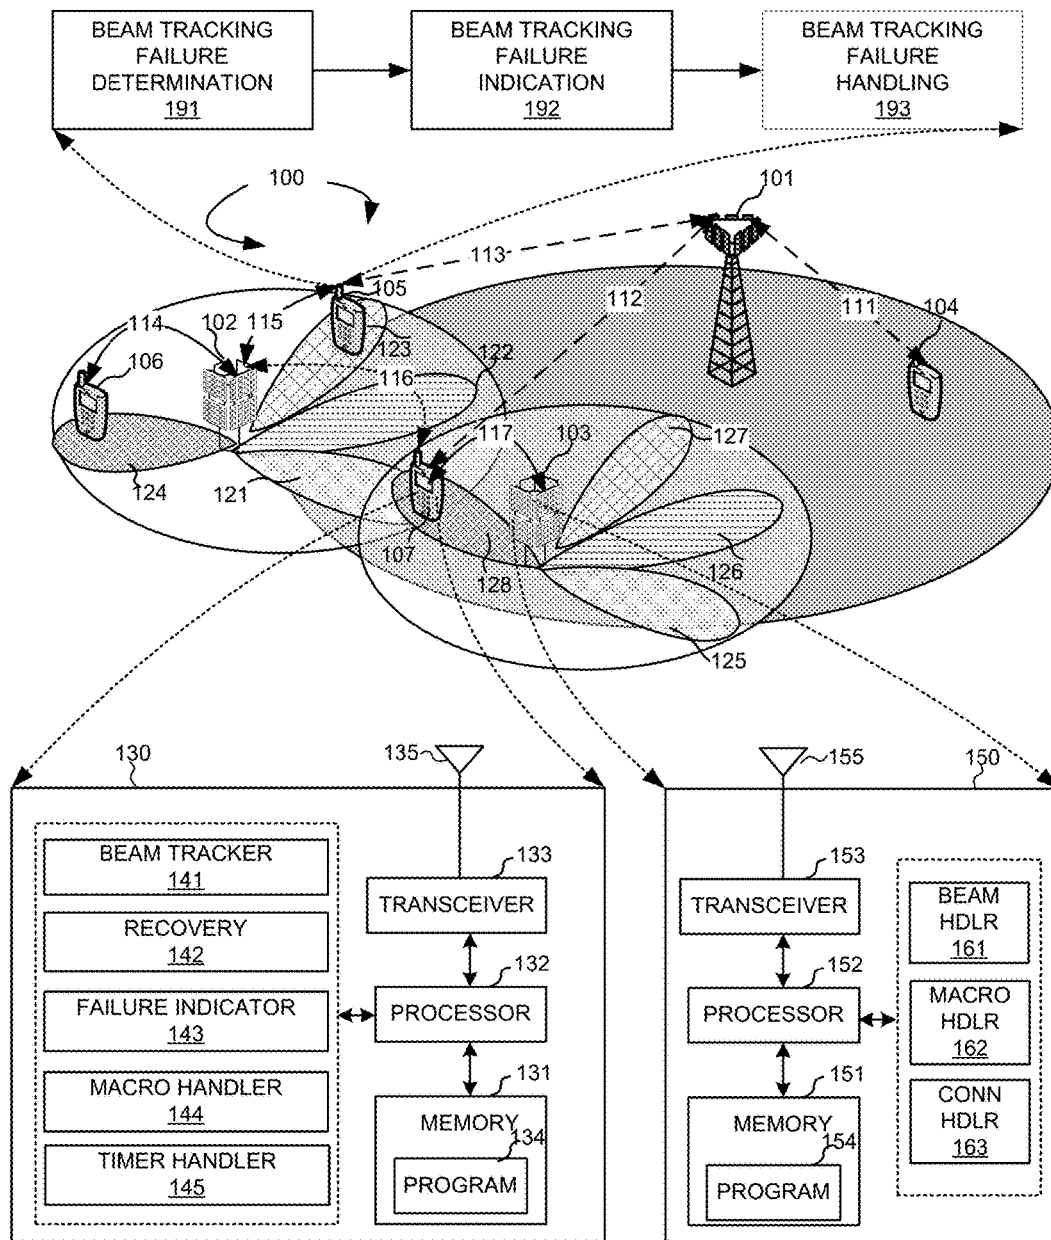 BEAM TRACKING
FAILURE
DETERMINATION
191
BEAM TRACKING
FAILURE
INDICATION
192
BEAM TRACKING
FAILURE
HANDLING
193
100
101
113
112
111
104
105
102
115
114
106
123
122
116
117
103
127
124
121
107
128
126
125
130
135
155
150
BEAM TRACKER
141
RECOVERY
142
FAILURE INDICATOR
143
MACRO HANDLER
144
TIMER HANDLER
145
133
TRANSCEIVER
132
PROCESSOR
131
MEMORY
134
PROGRAM
153
TRANSCEIVER
152
PROCESSOR
151
MEMORY
154
PROGRAM
BEAM
HDLR
161
MACRO
HDLR
162
CONN
HDLR
163